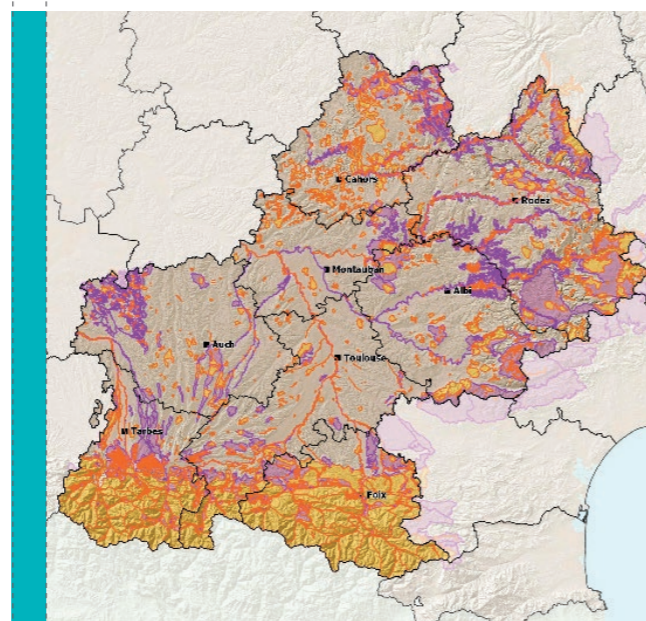 Cahors
Rodez
Montauban
Albi
Auch
Toulouse
Tarbes
Foix